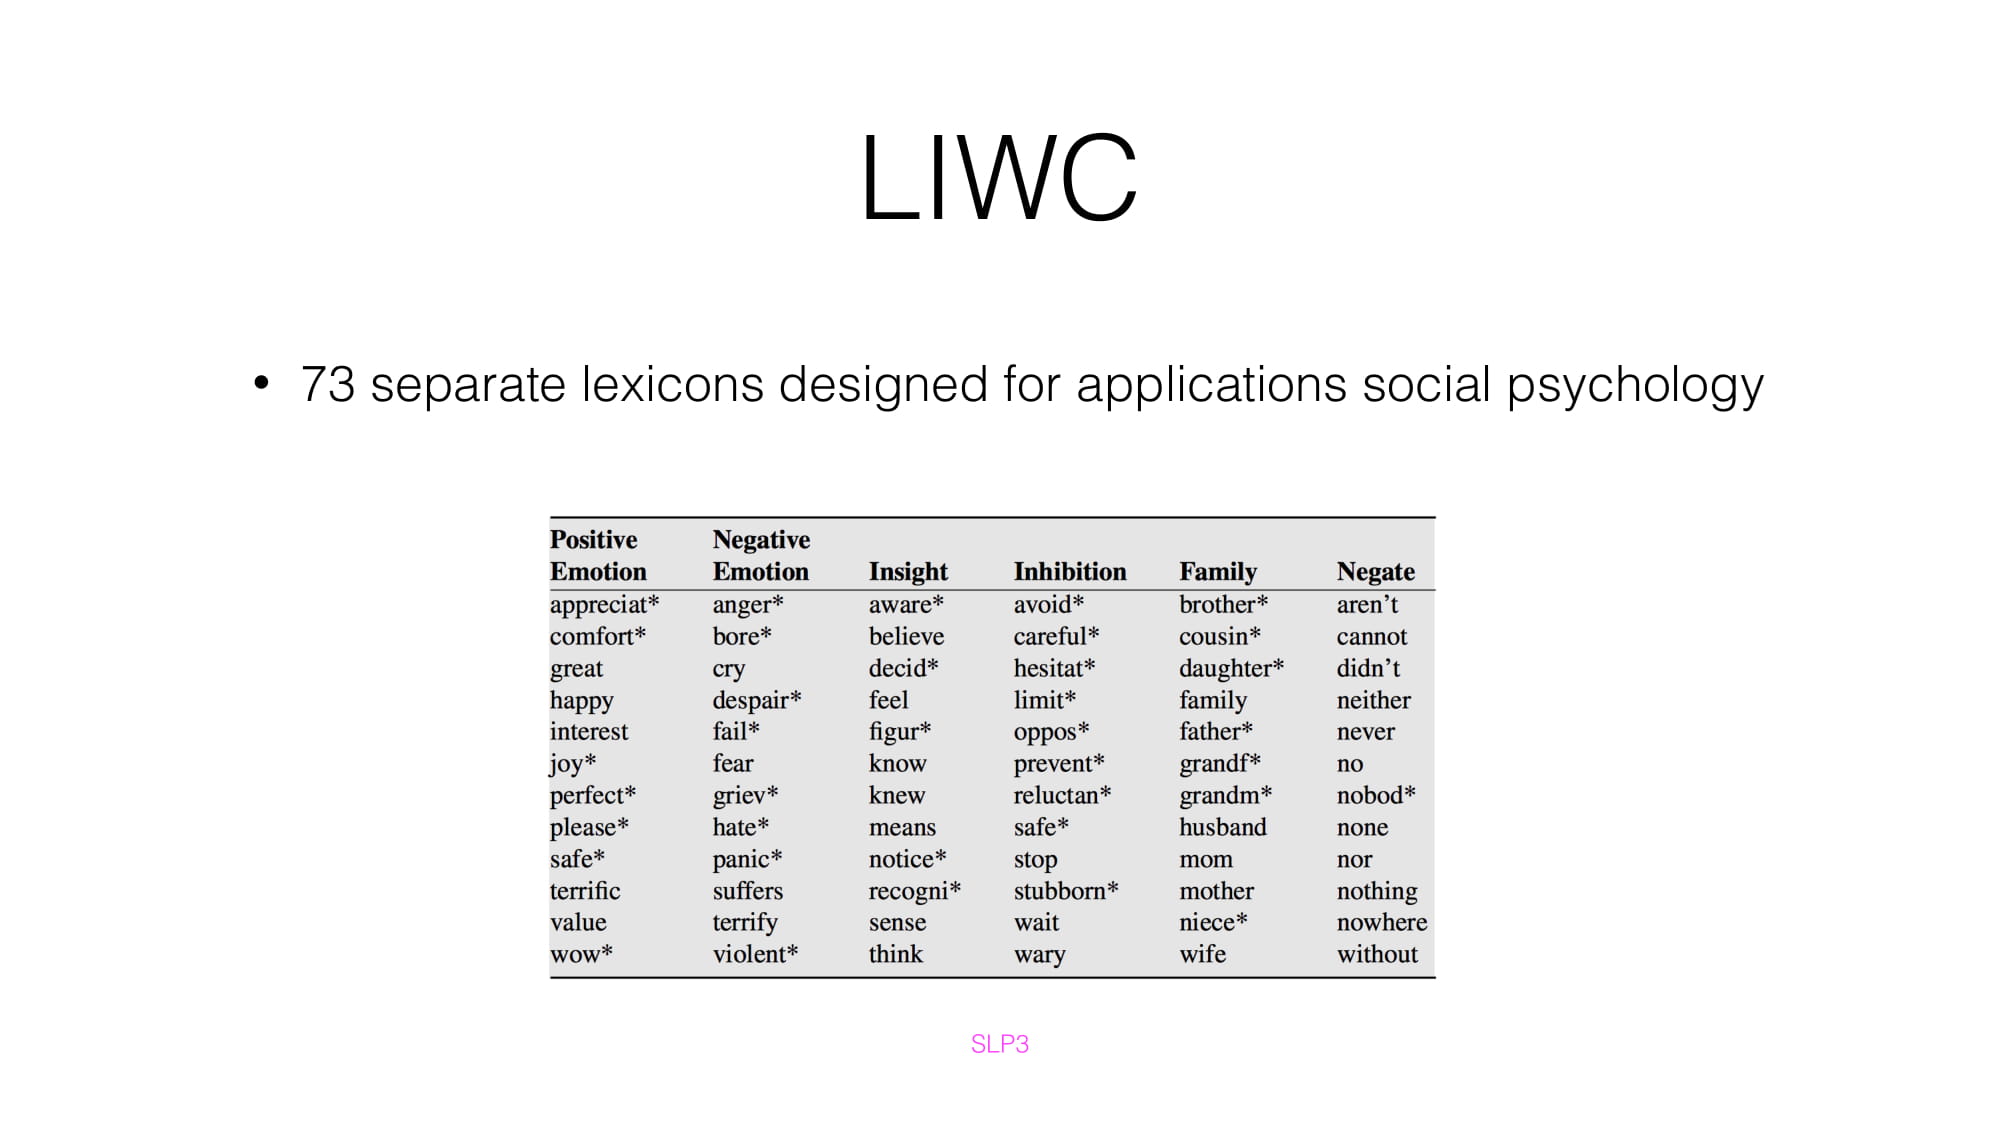 LIWC
• 73 separate lexicons designed for applications social psychology
Positive Negative
Emotion Emotion Insight Inhibition Family Negate
appreciat* anger* aware* avoid* brother* aren’t
comfort* bore* believe careful* cousin* cannot
great cry decid* hesitat* daughter* didn’t
happy despair* feel limit* family neither
interest fail* figur* oppos* father* never
joy* fear know prevent* grandf* no
perfect* griev* knew reluctan* grandm* nobod*
please* hate* means safe* husband none
safe* panic* notice* stop mom nor
terrific suffers recogni* stubborn* mother nothing
value terrify sense wait niece* nowhere
wow* violent* think wary wife without
SLP3